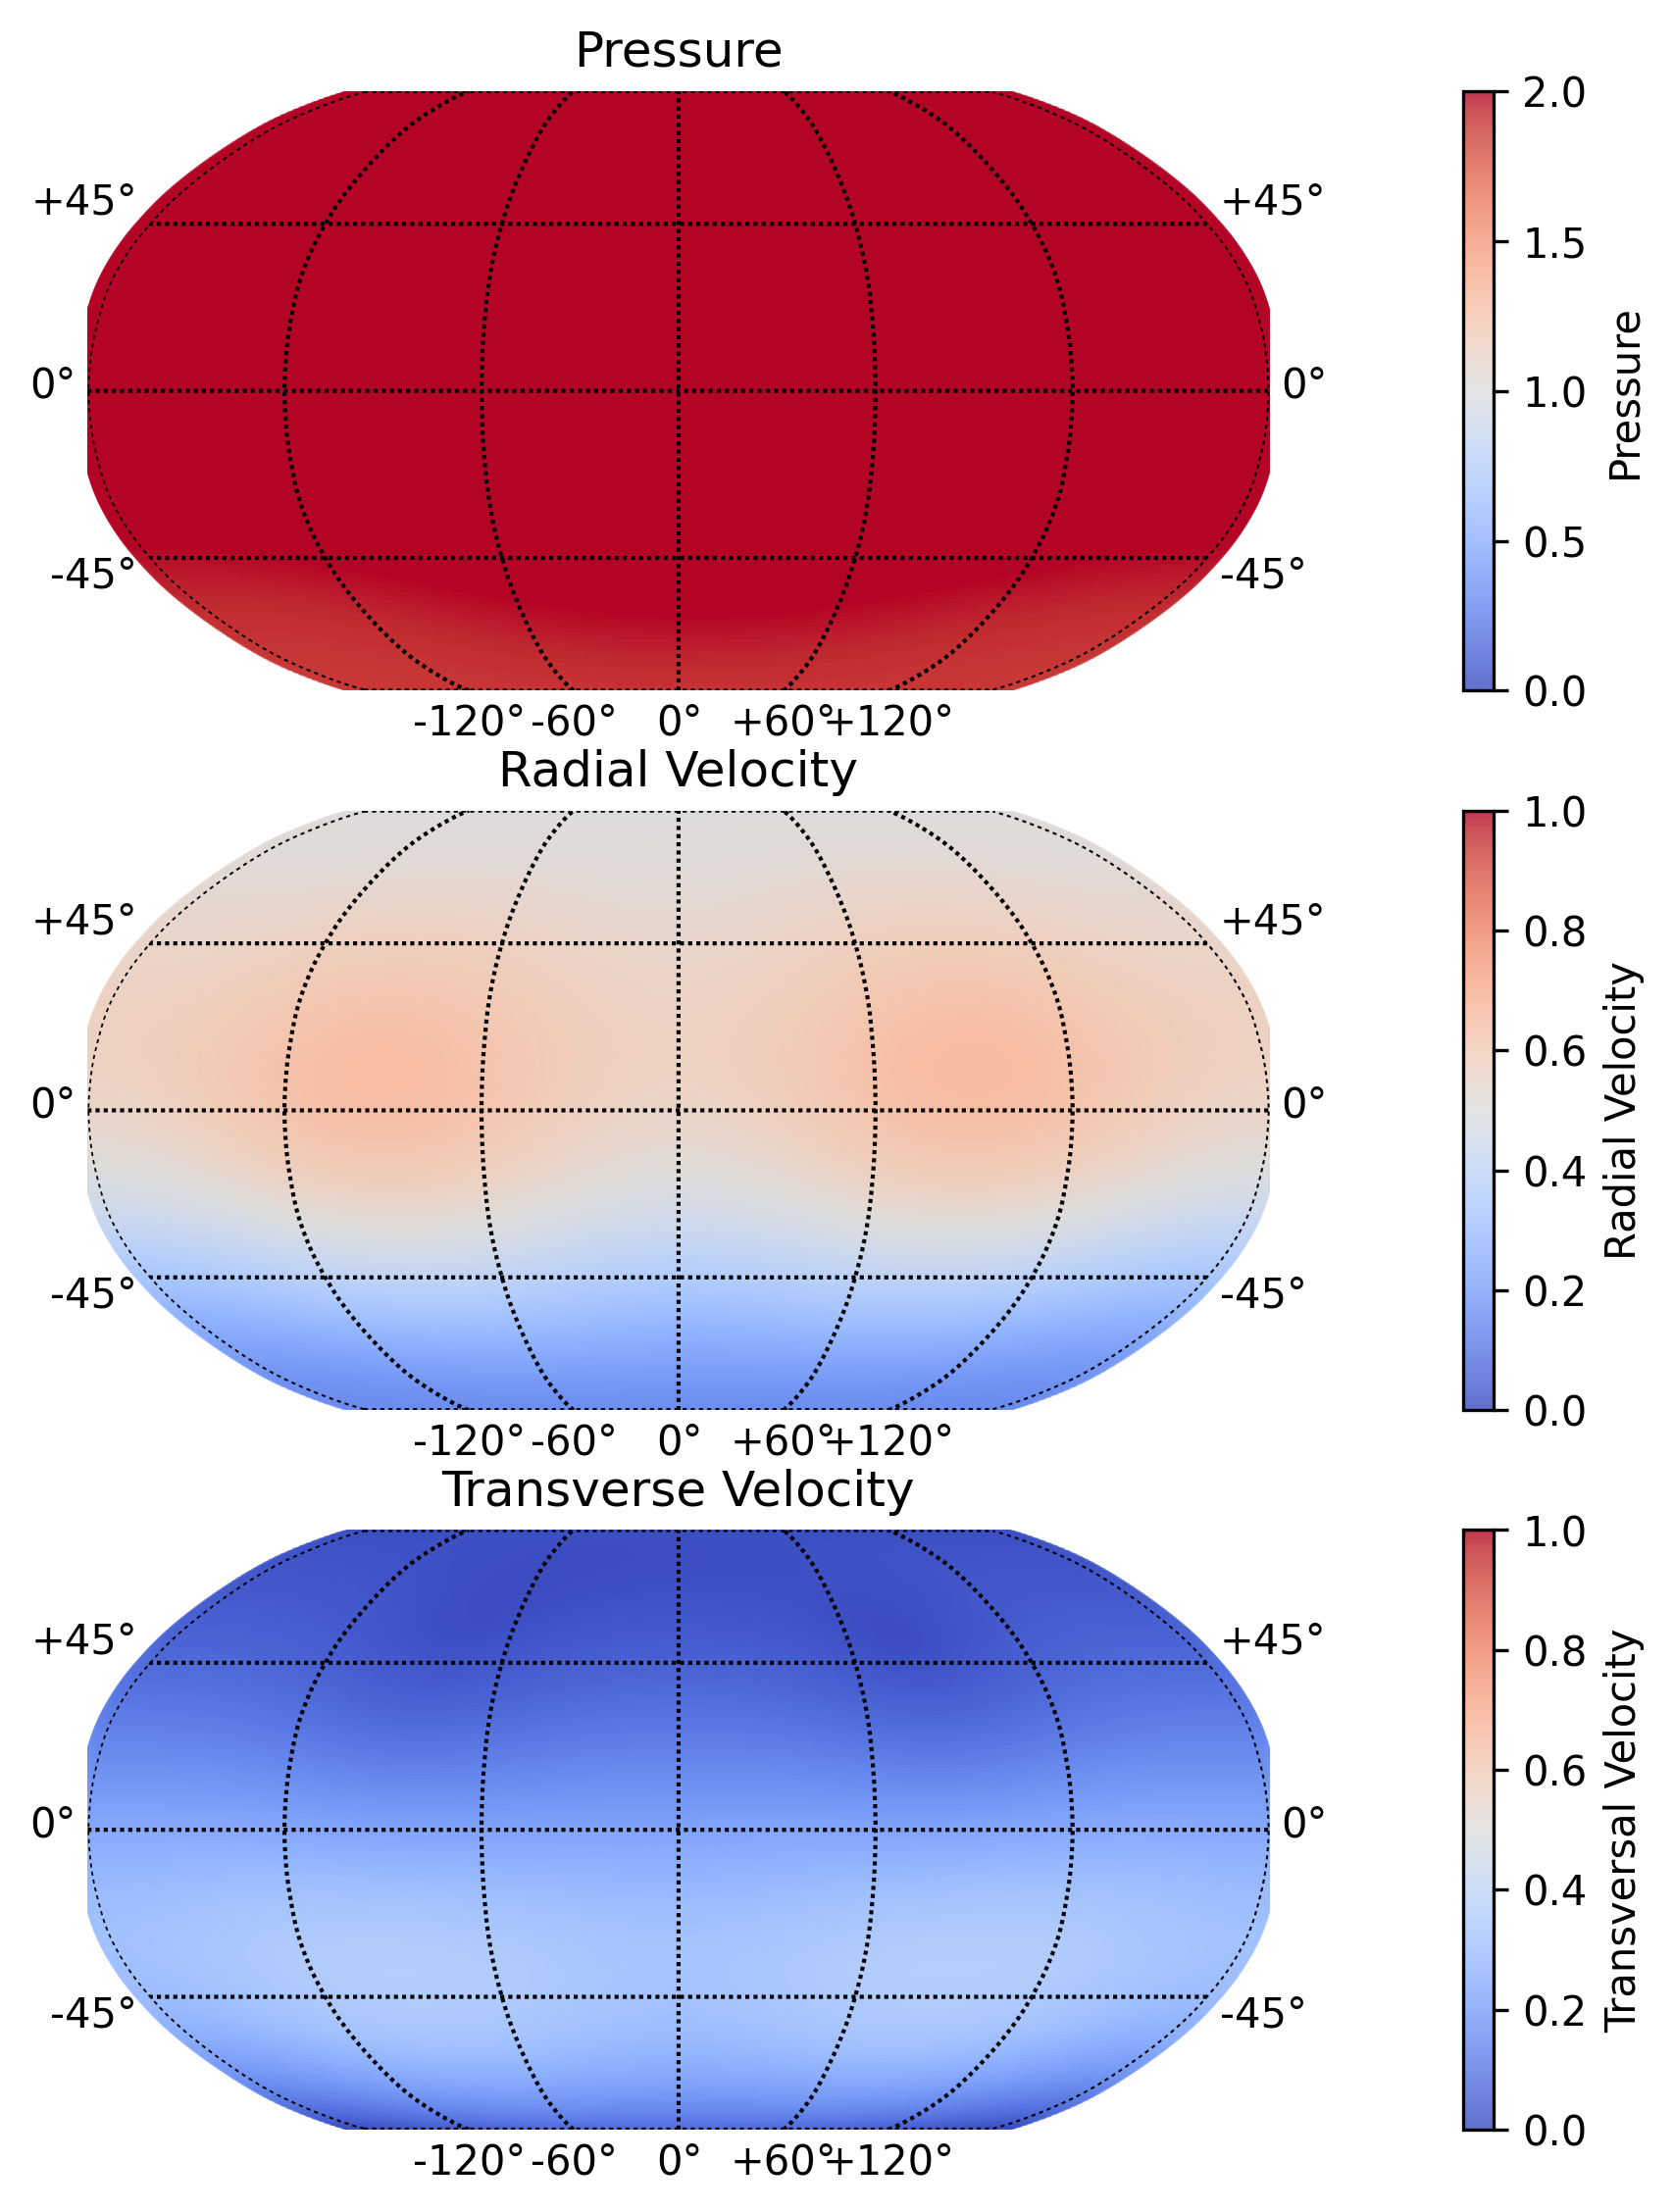 Pressure
2.0
+45° +45°
1.5
0° 0° 1.0 Pressure
0.5
-45° -45°
0.0
-120° -60° 0° +60° +120°
Radial Velocity
1.0
+45° +45° 0.8
0.6
0° 0° Radial Velocity
0.4
-45° -45° 0.2
0.0
-120° -60° 0° +60° +120°
Transverse Velocity
1.0
+45° +45° 0.8
0.6
0° 0° Transversal Velocity
0.4
-45° -45° 0.2
0.0
-120° -60° 0° +60° +120°